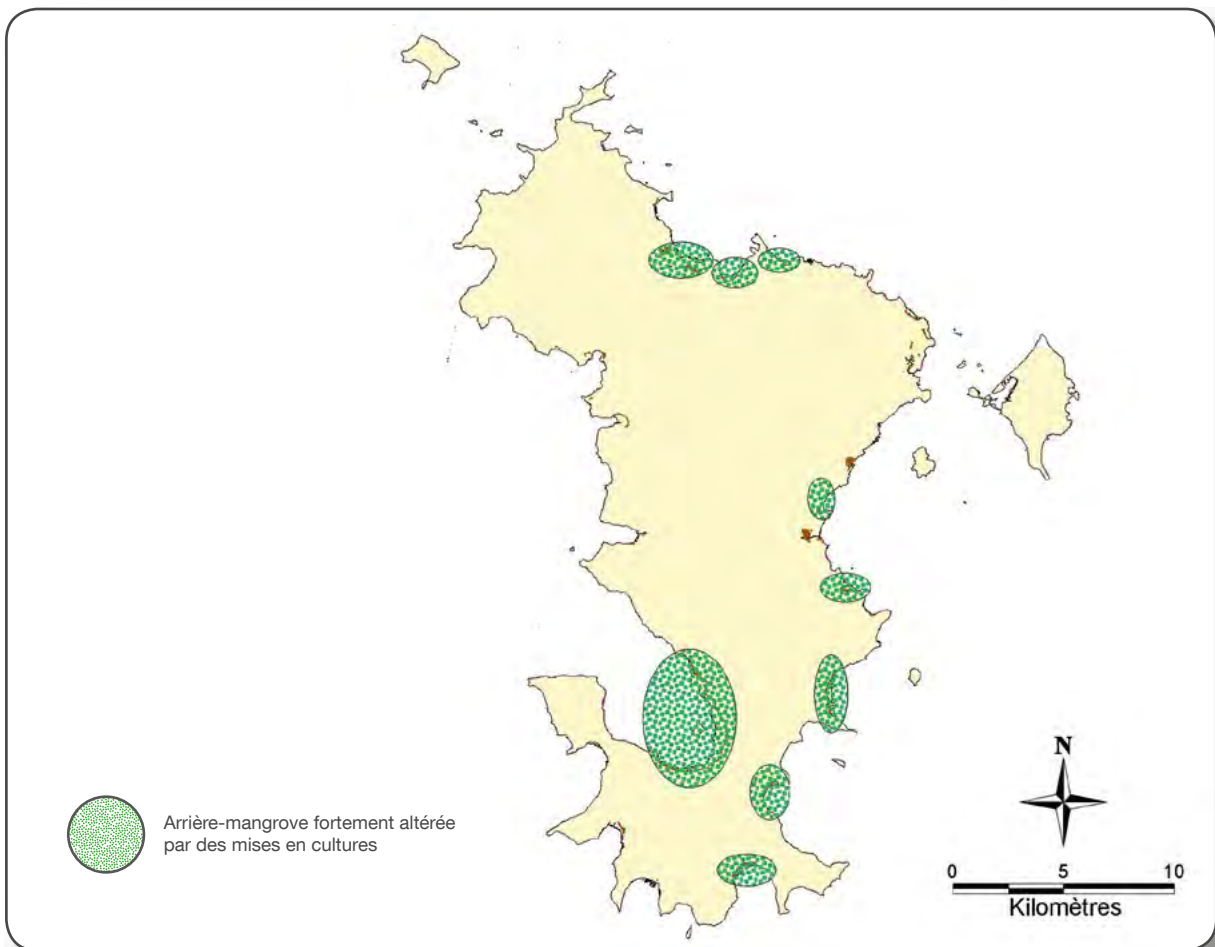 N
Arrière-mangrove fortement altérée
par des mises en cultures
0 5 10
Kilomètres